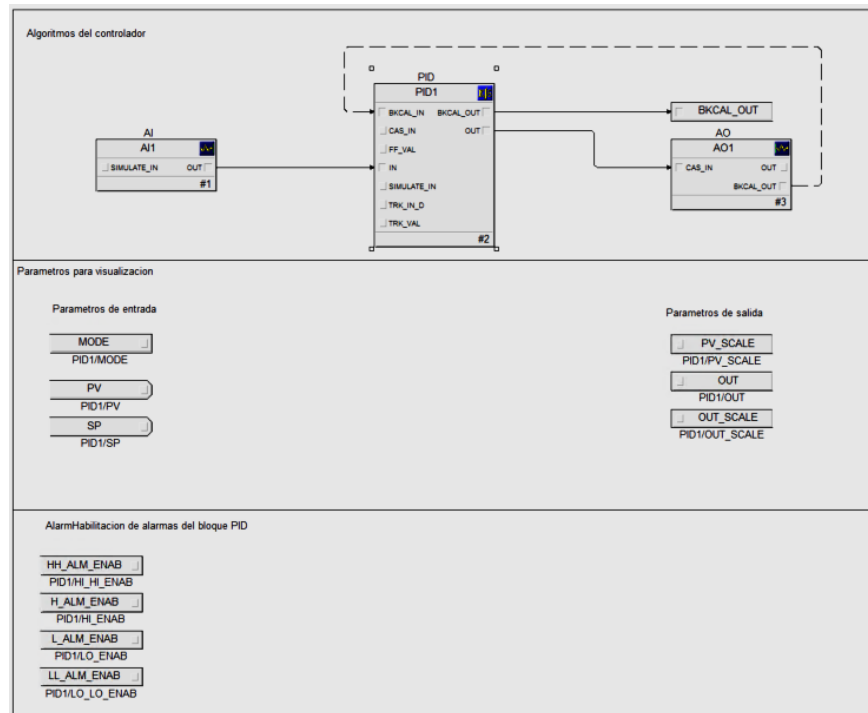 Algoritmos del controlador
PID
PID1
BKCAL_IN BKCAL_OUT
CAS_IN OUT
FF_VAL
IN
SIMULATE_IN
TRK_IN_D
TRK_VAL
#2
BKCAL_OUT
AI
AI1
SIMULATE_IN OUT
#1
AO
AO1
CAS_IN OUT
BKCAL_OUT
#3
Parametros para visualizacion
Parametros de entrada
MODE
PID1/MODE
PV
PID1/PV
SP
PID1/SP
Parametros de salida
PV_SCALE
PID1/PV_SCALE
OUT
PID1/OUT
OUT_SCALE
PID1/OUT_SCALE
AlarmHabilitacion de alarmas del bloque PID
HH_ALM_ENAB
PID1/HI_HI_ENAB
H_ALM_ENAB
PID1/HI_ENAB
L_ALM_ENAB
PID1/LO_ENAB
LL_ALM_ENAB
PID1/LO_LO_ENAB